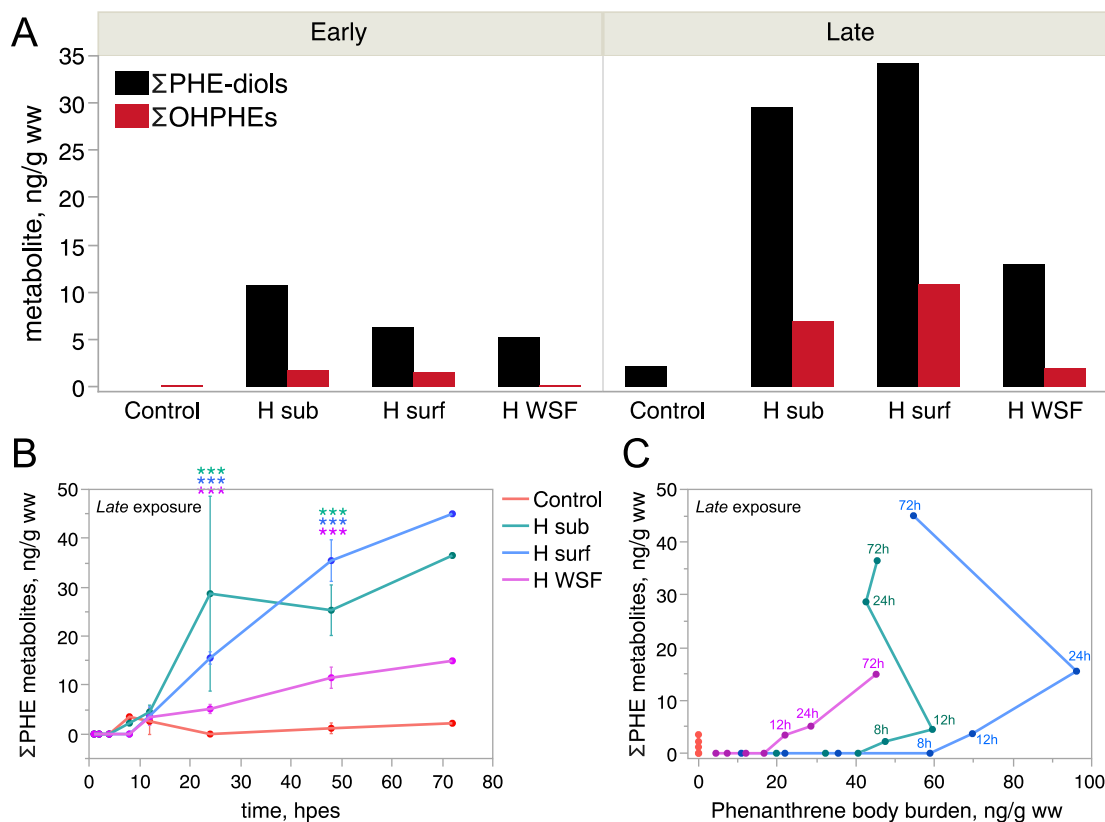 A
Early
Late
ΣPHE-diols
ΣOHPHEs
metabolite, ng/g ww
35
30
25
20
15
10
5
0
Control
H sub
H surf
H WSF
Control
H sub
H surf
H WSF
B
ΣPHE metabolites, ng/g ww
50
40
30
20
10
0
Late exposure
***
***
***
***
***
***
0
10
20
30
40
50
60
70
80
time, hpes
Control
H sub
H surf
H WSF
C
ΣPHE metabolites, ng/g ww
50
40
30
20
10
0
Late exposure
72h
72h
24h
72h
24h
12h
24h
8h
12h
8h
12h
0
20
40
60
80
100
Phenanthrene body burden, ng/g ww